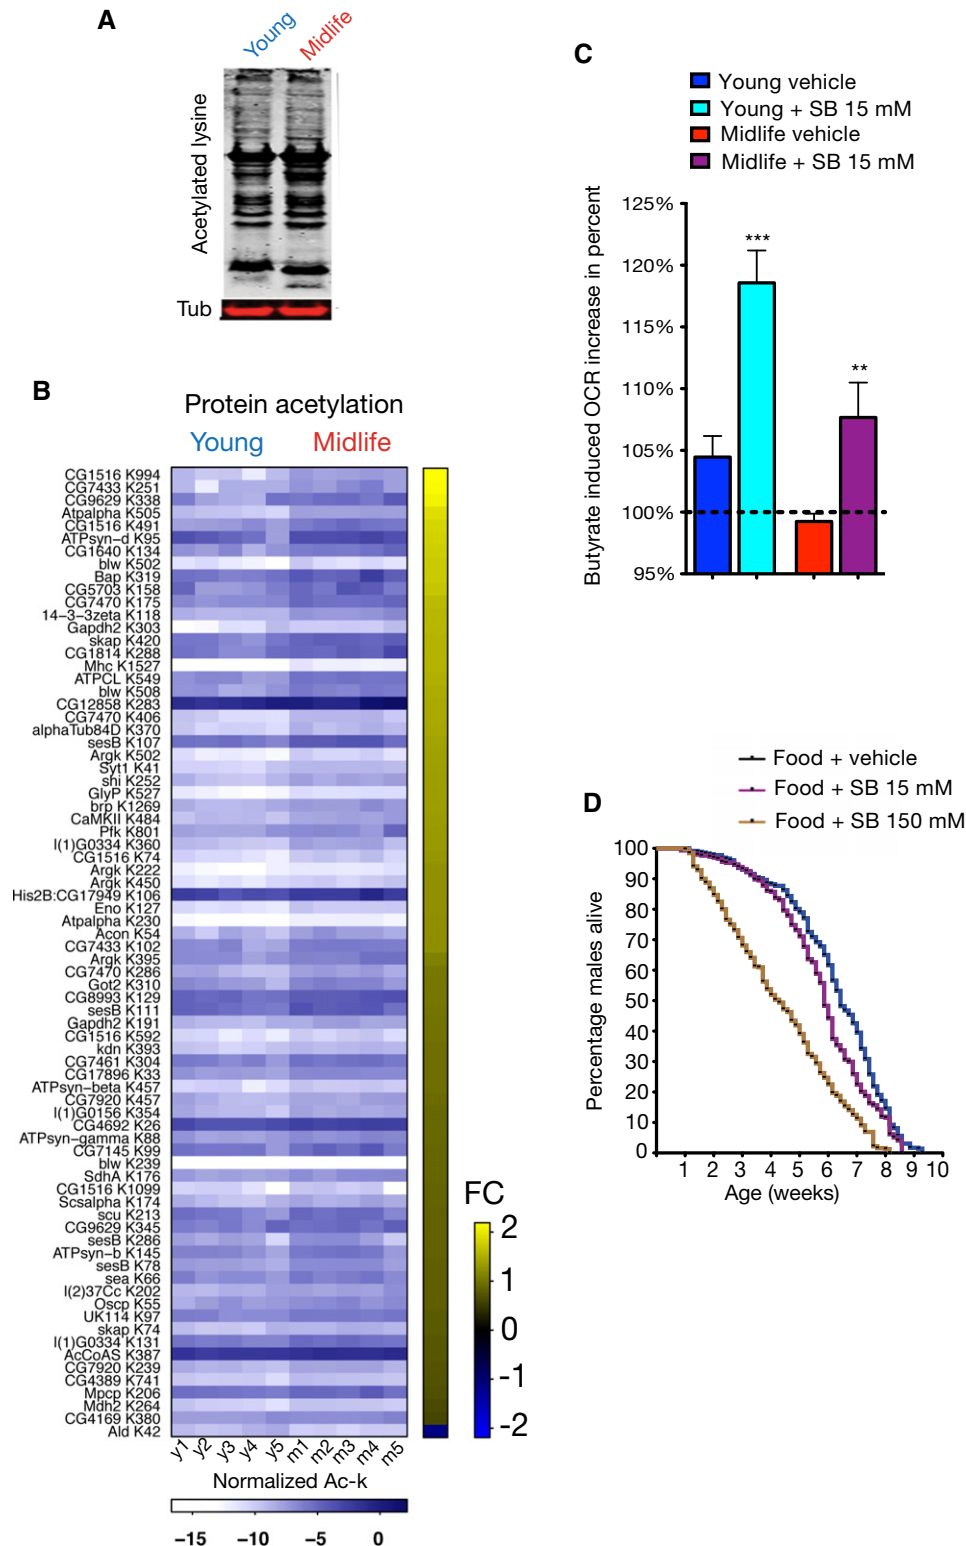 A
Young
Midlife
Acetylated lysine
Tub
B
Protein acetylation
Young
Midlife
CG1516 K994
CG7433 K251
CG9629 K338
Atpalpha K505
CG1516 K491
ATPsyn-d K95
CG1640 K134
blw K502
Bap K319
CG5703 K158
CG7470 K175
14-3-3zeta K118
Gapdh2 K303
skap K420
CG1814 K288
Mhc K1527
ATPCL K549
blw K508
CG12858 K283
CG7470 K406
alphaTub84D K370
sesB K107
Argk K502
Syt1 K41
shi K252
GlyP K527
brp K1269
CaMKII K484
Pfk K801
l(1)G0334 K360
CG1516 K74
Argk K222
Argk K450
His2B:CG17949 K106
Eno K127
Atpalpha K230
Acon K54
CG7433 K102
Argk K395
CG7470 K286
Got2 K310
CG8993 K129
sesB K111
Gapdh2 K191
CG1516 K592
kdn K393
CG7461 K304
CG17896 K33
ATPsyn-beta K457
CG7920 K457
l(1)G0156 K354
CG4692 K26
ATPsyn-gamma K88
CG7145 K99
blw K239
SdhA K176
CG1516 K1099
Scsalpha K174
scu K213
CG9629 K345
sesB K286
ATPsyn-b K145
sesB K78
sea K66
l(2)37Cc K202
Oscp K55
UK114 K97
skap K74
l(1)G0334 K131
AcCoAS K387
CG7920 K239
CG4389 K741
Mpcp K206
Mdh2 K264
CG4169 K380
Ald K42
y1 y2 y3 y4 y5 m1 m2 m3 m4 m5
Normalized Ac-k
−15 −10 −5 0
FC
2
1
0
-1
-2
C
Young vehicle
Young + SB 15 mM
Midlife vehicle
Midlife + SB 15 mM
Butyrate induced OCR increase in percent
125%
120%
115%
110%
105%
100%
95%
***
**
D
Food + vehicle
Food + SB 15 mM
Food + SB 150 mM
Percentage males alive
100
90
80
70
60
50
40
30
20
10
0
0 1 2 3 4 5 6 7 8 9 10
Age (weeks)